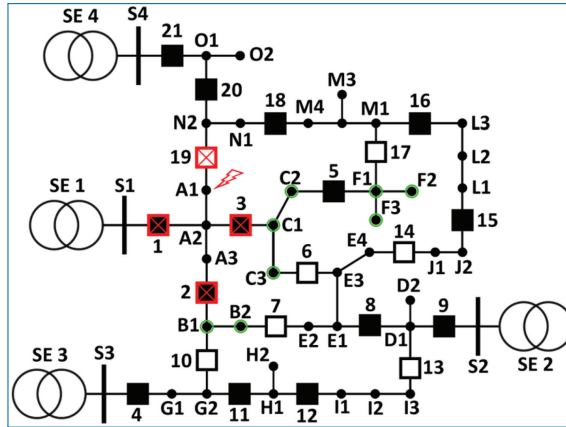 SE 4 S4 21 O1 O2
20 M3
N2 N1 18 M4 M1 16 L3
19 17 L2
A1 C2 5 F1 F2 L1
SE 1 S1 3 F3 15
1 A2 C1 E4 14
A3 C3 6 E3 J1 J2
2 D2
B1 B2 7 8 9
E2 E1 D1 S2 SE 2
SE 3 S3 10 H2 13
4 G1 G2 11 H1 12 I1 I2 I3